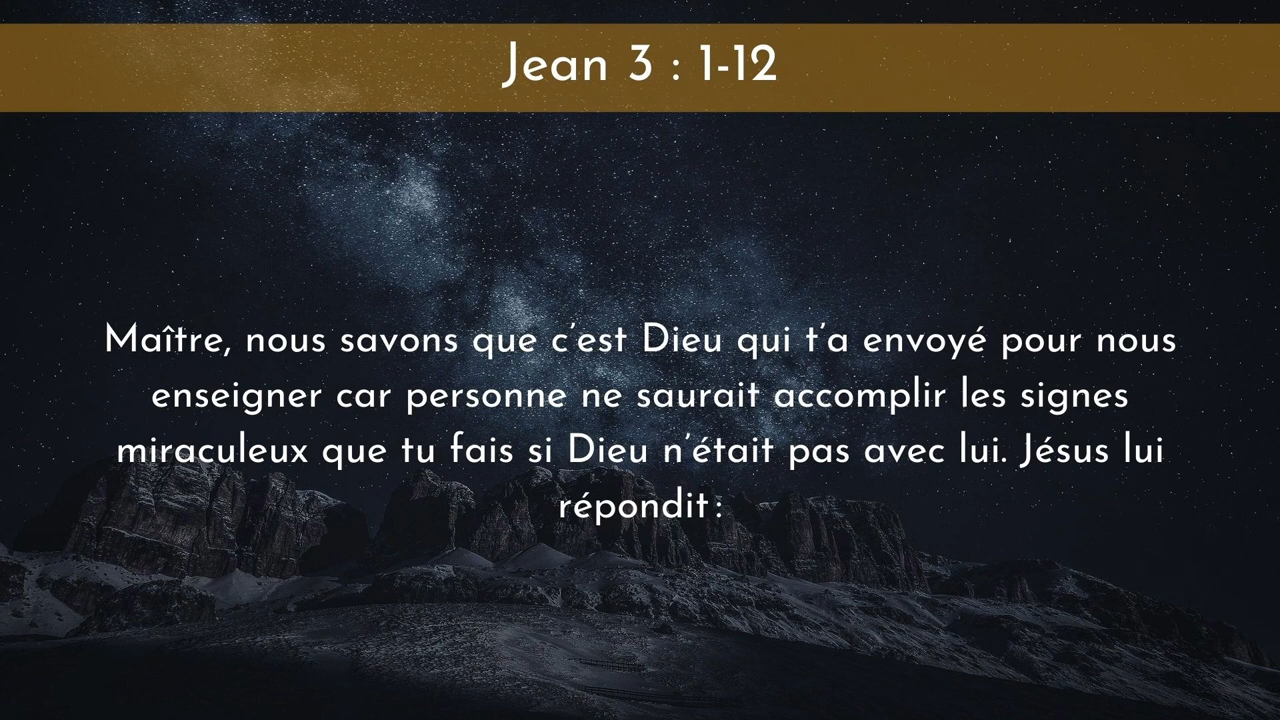 Jean 3 : 1-12
Maître, nous savons que c’est Dieu qui t’a envoyé pour nous
enseigner car personne ne saurait accomplir les signes
miraculeux que tu fais si Dieu n’était pas avec lui. Jésus lui
répondit :